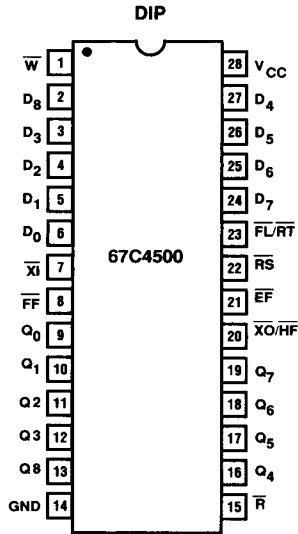 DIP
W̅ 1 28 V_CC
D8 2 27 D4
D3 3 26 D5
D2 4 25 D6
D1 5 24 D7
D0 6 23 F̅L̅/R̅T̅
X̅I̅ 7 67C4500 22 R̅S̅
F̅F̅ 8 21 E̅F̅
Q0 9 20 X̅O̅/H̅F̅
Q1 10 19 Q7
Q2 11 18 Q6
Q3 12 17 Q5
Q8 13 16 Q4
GND 14 15 R̅